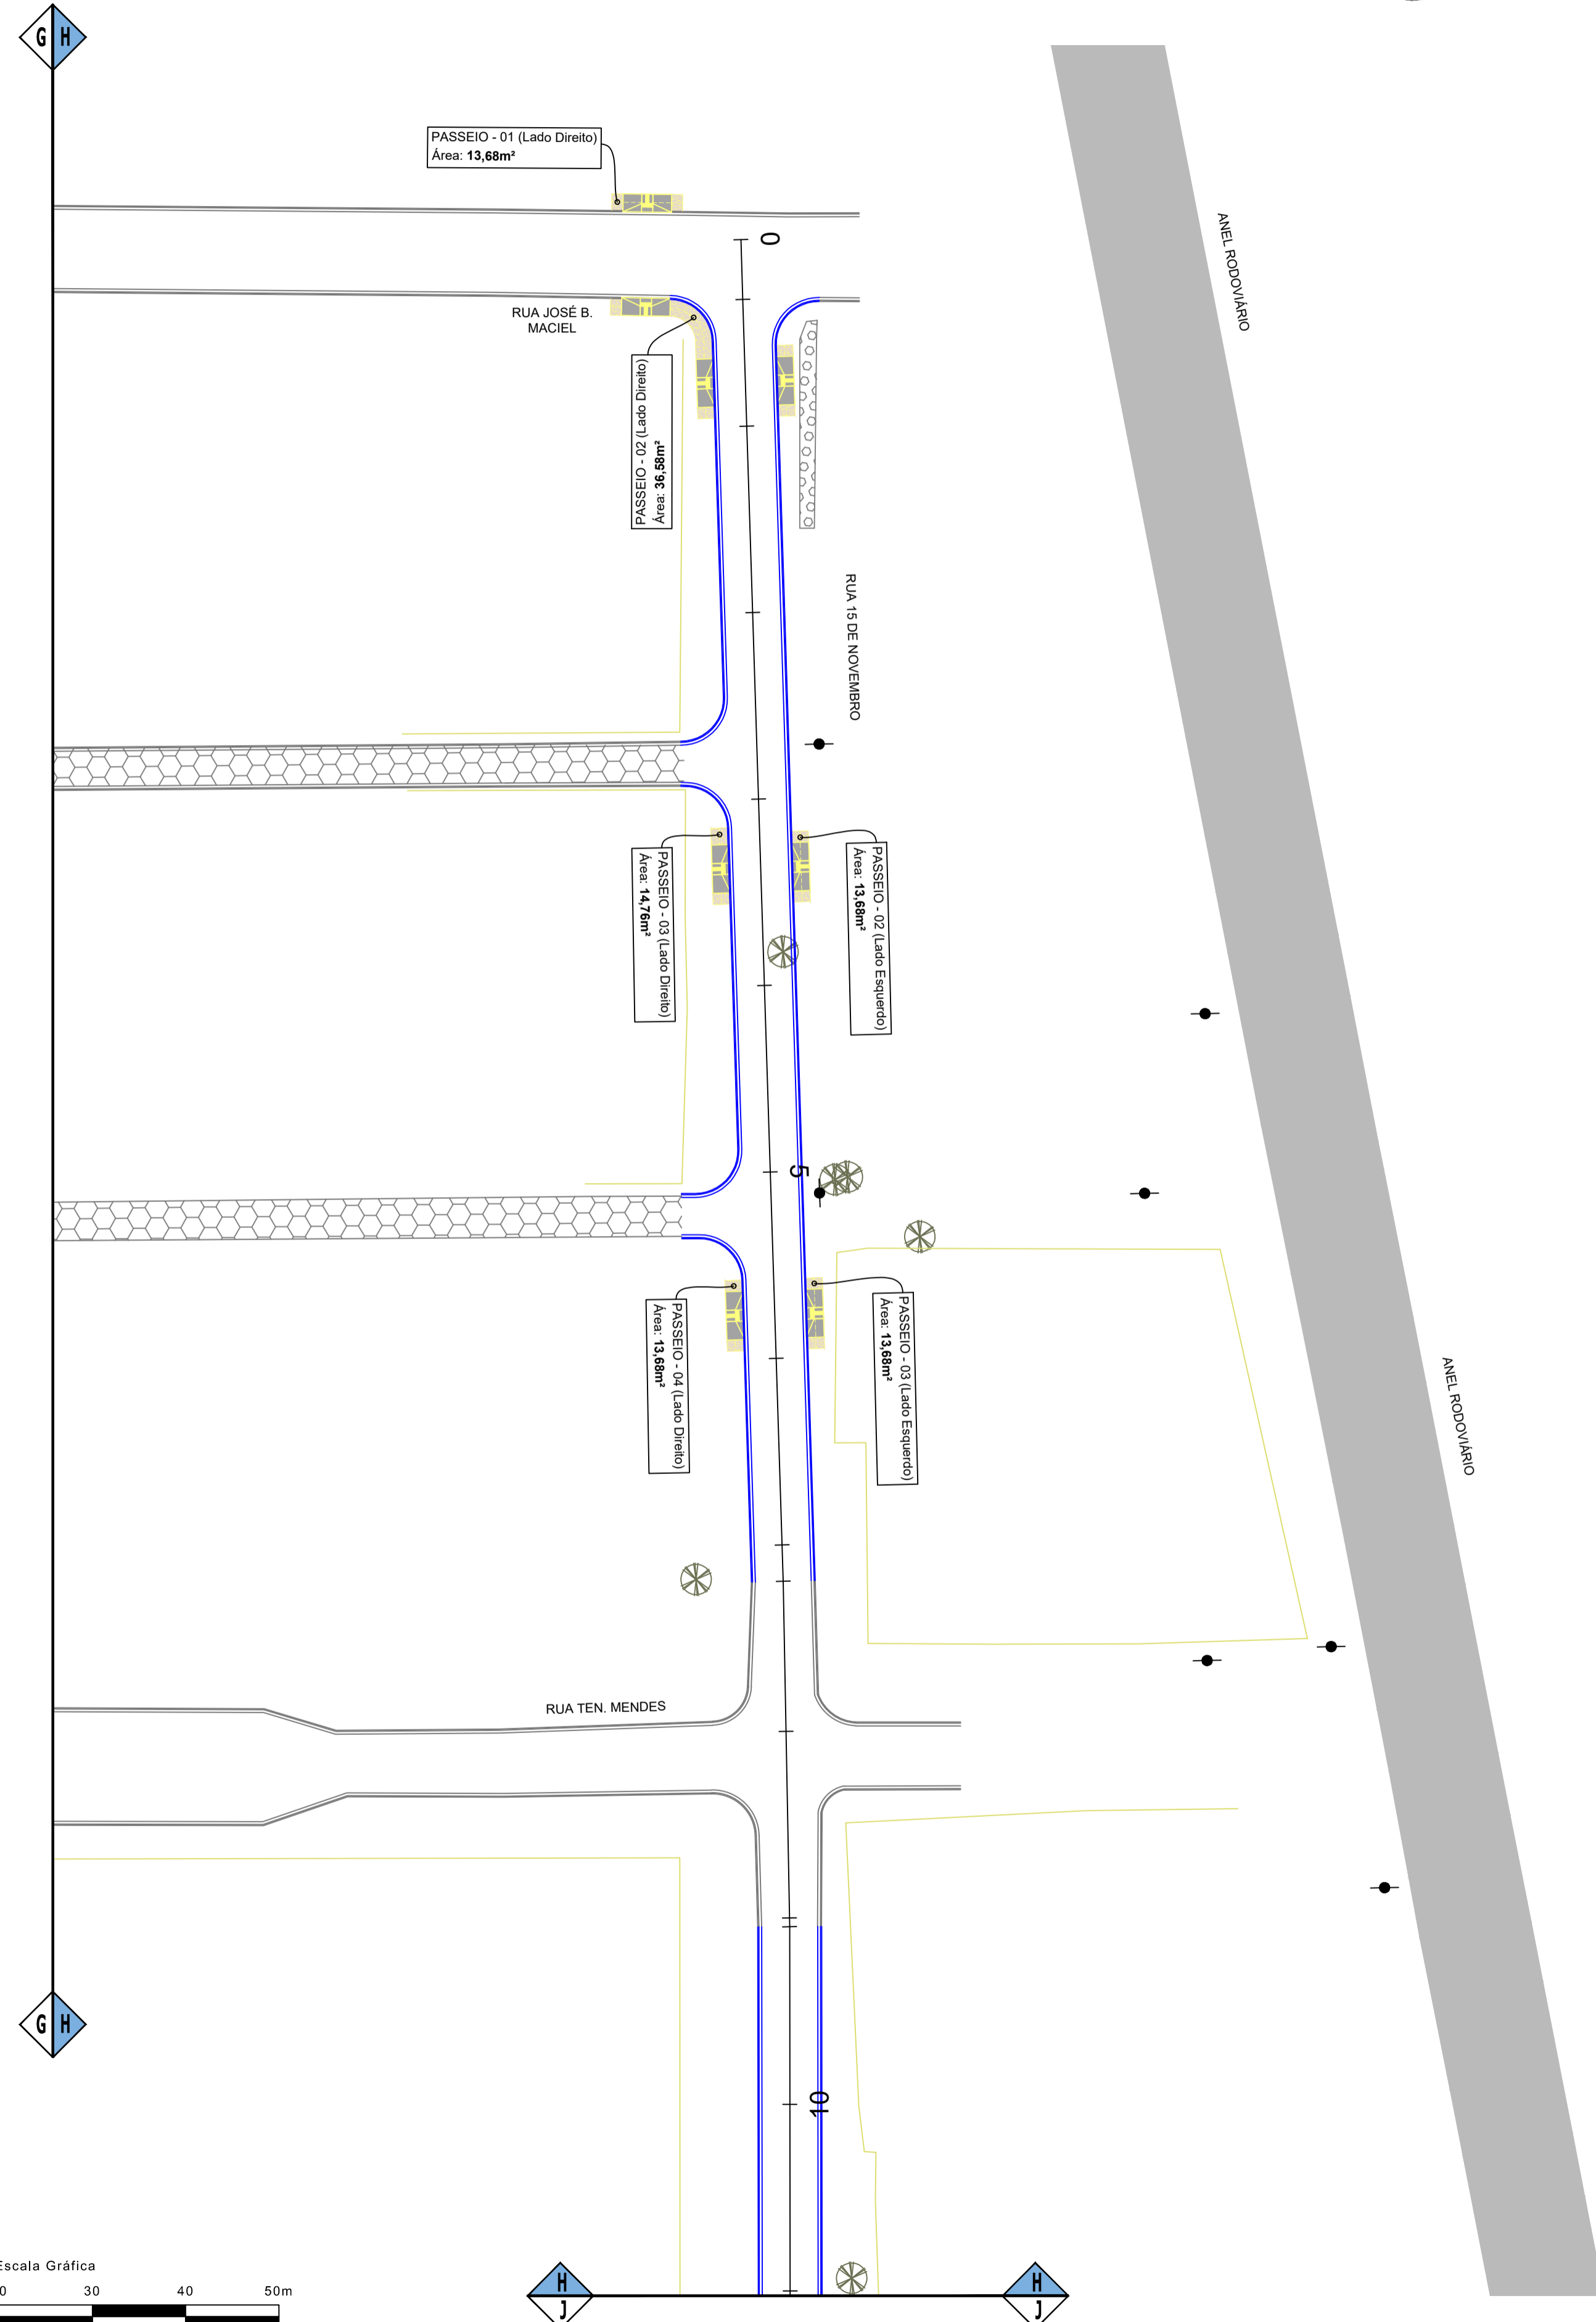 G H
PASSEIO - 01 (Lado Direito)
Área: 13,68m²
0
ANEL RODOVIÁRIO
RUA JOSÉ B.
MACIEL
PASSEIO - 02 (Lado Direito)
Área: 36,58m²
RUA 15 DE NOVEMBRO
PASSEIO - 03 (Lado Direito)
Área: 14,76m²
PASSEIO - 02 (Lado Esquerdo)
Área: 13,68m²
5
PASSEIO - 04 (Lado Direito)
Área: 13,68m²
PASSEIO - 03 (Lado Esquerdo)
Área: 13,68m²
ANEL RODOVIÁRIO
RUA TEN. MENDES
G H
10
Escala Gráfica
0 30 40 50m
H
J
H
J